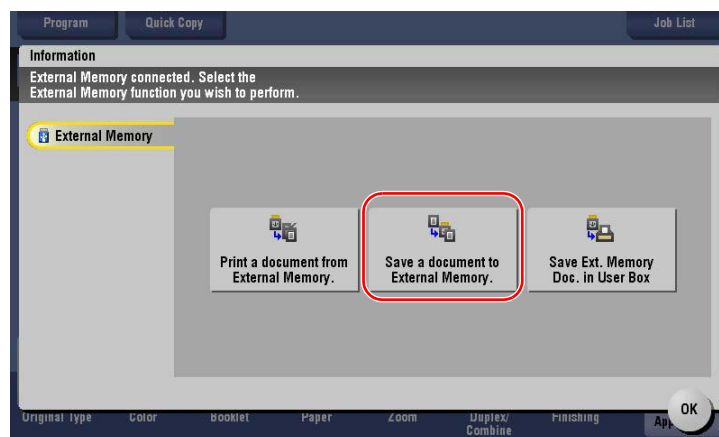 Program
Quick Copy
Job List
Information
External Memory connected. Select the
External Memory function you wish to perform.
External Memory
Print a document from
External Memory.
Save a document to
External Memory.
Save Ext. Memory
Doc. in User Box
Original Type
Color
Booklet
Paper
Zoom
Duplex/
Combine
Finishing
OK